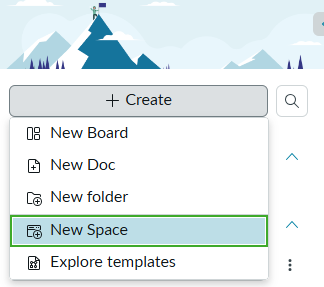 + Create
New Board
New Doc
New folder
New Space
Explore templates